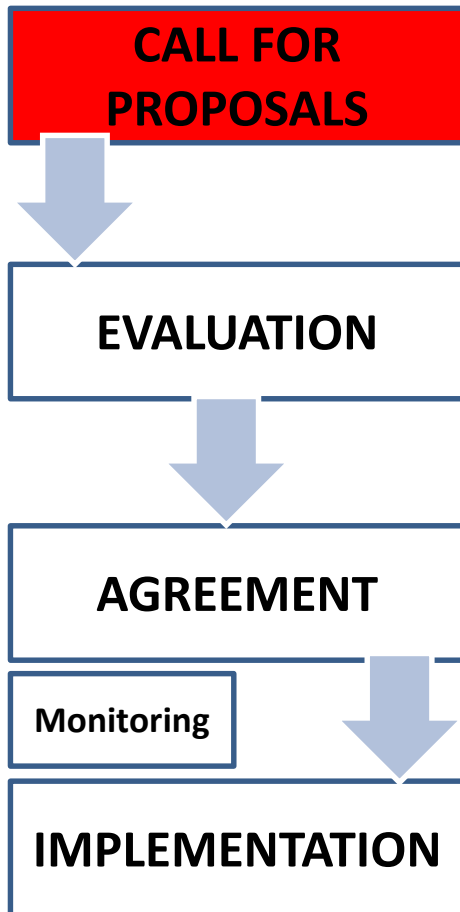 CALL FOR
PROPOSALS
EVALUATION
AGREEMENT
Monitoring
IMPLEMENTATION